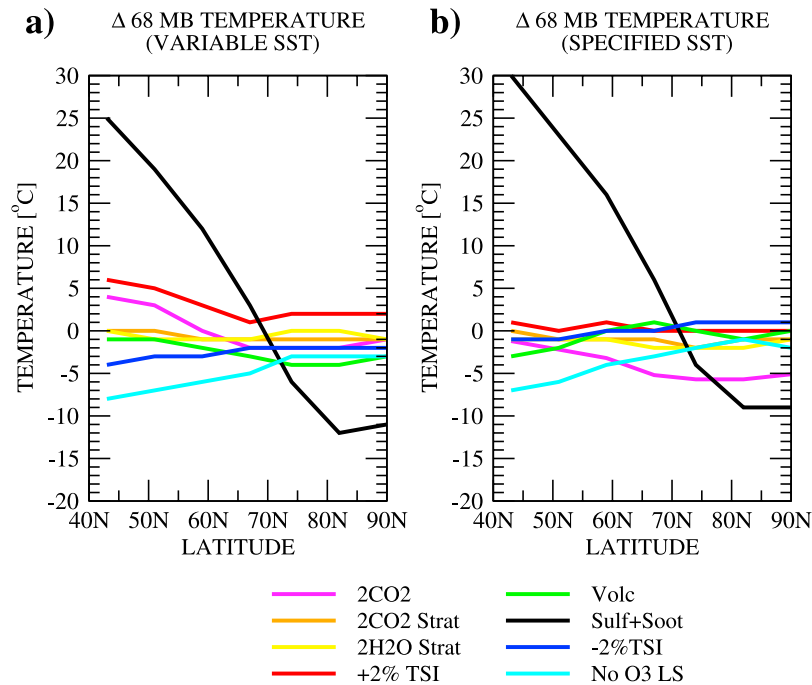 a)
Δ 68 MB TEMPERATURE
(VARIABLE SST)
b)
Δ 68 MB TEMPERATURE
(SPECIFIED SST)
TEMPERATURE [°C]
30
25
20
15
10
5
0
-5
-10
-15
-20
40N 50N 60N 70N 80N 90N
LATITUDE
TEMPERATURE [°C]
30
25
20
15
10
5
0
-5
-10
-15
-20
40N 50N 60N 70N 80N 90N
LATITUDE
2CO2
2CO2 Strat
2H2O Strat
+2% TSI
Volc
Sulf+Soot
-2%TSI
No O3 LS